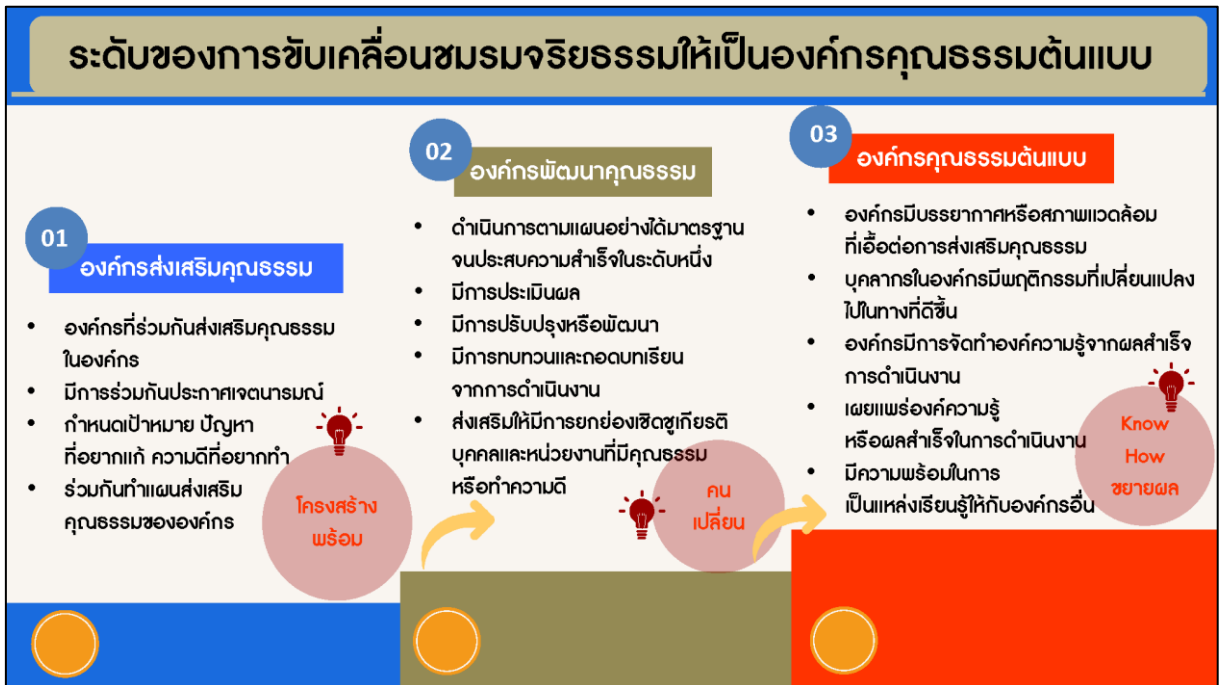 ระดับของการขับเคลื่อนชมรมจริยธรรมให้เป็นองค์กรคุณธรรมต้นแบบ
01
องค์กรส่งเสริมคุณธรรม
• องค์กรที่ร่วมกันส่งเสริมคุณธรรม
ในองค์กร
• มีการร่วมกันประกาศเจตนารมณ์
• กำหนดเป้าหมาย ปัญหา
ที่อยากแก้ ความดีที่อยากทำ
• ร่วมกันทำแผนส่งเสริม
คุณธรรมขององค์กร
โครงสร้าง
พร้อม
02
องค์กรพัฒนาคุณธรรม
• ดำเนินการตามแผนอย่างได้มาตรฐาน
จนประสบความสำเร็จในระดับหนึ่ง
• มีการประเมินผล
• มีการปรับปรุงหรือพัฒนา
• มีการทบทวนและถอดบทเรียน
จากการดำเนินงาน
• ส่งเสริมให้มีการยกย่องเชิดชูเกียรติ
บุคคลและหน่วยงานที่มีคุณธรรม
หรือทำความดี
คน
เปลี่ยน
03
องค์กรคุณธรรมต้นแบบ
• องค์กรมีบรรยากาศหรือสภาพแวดล้อม
ที่เอื้อต่อการส่งเสริมคุณธรรม
• บุคลากรในองค์กรมีพฤติกรรมที่เปลี่ยนแปลง
ไปในทางที่ดีขึ้น
• องค์กรมีการจัดทำองค์ความรู้จากผลสำเร็จ
การดำเนินงาน
• เผยแพร่องค์ความรู้
หรือผลสำเร็จในการดำเนินงาน
• มีความพร้อมในการ
เป็นแหล่งเรียนรู้ให้กับองค์กรอื่น
Know
How
ขยายผล